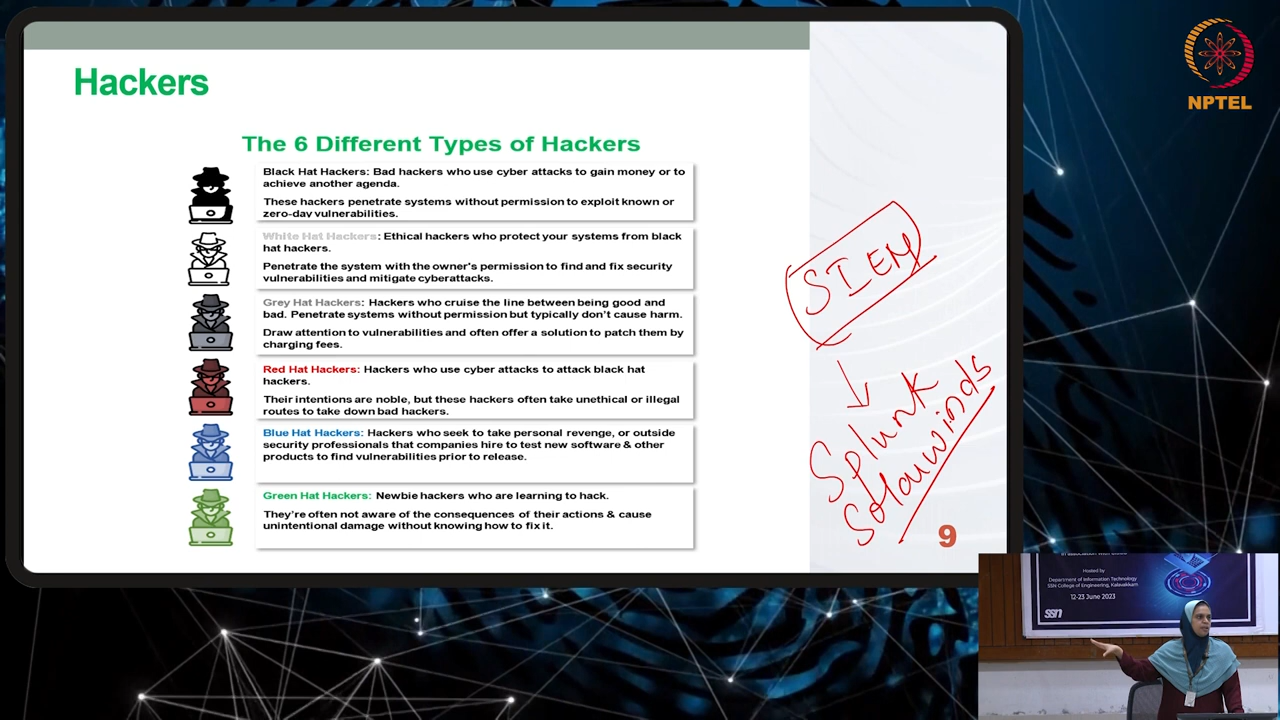 Hackers
The 6 Different Types of Hackers
Black Hat Hackers: Bad hackers who use cyber attacks to gain money or to
achieve another agenda.
These hackers penetrate systems without permission to exploit known or
zero-day vulnerabilities.
White Hat Hackers: Ethical hackers who protect your systems from black
hat hackers.
Penetrate the system with the owner's permission to find and fix security
vulnerabilities and mitigate cyberattacks.
Grey Hat Hackers: Hackers who cruise the line between being good and
bad. Penetrate systems without permission but typically don't cause harm.
Draw attention to vulnerabilities and often offer a solution to patch them by
charging fees.
Red Hat Hackers: Hackers who use cyber attacks to attack black hat
hackers.
Their intentions are noble, but these hackers often take unethical or illegal
routes to take down bad hackers.
Blue Hat Hackers: Hackers who seek to take personal revenge, or outside
security professionals that companies hire to test new software & other
products to find vulnerabilities prior to release.
Green Hat Hackers: Newbie hackers who are learning to hack.
They're often not aware of the consequences of their actions & cause
unintentional damage without knowing how to fix it.
SIEM
Splunk
9
NPTEL
Hosted by
Department of Information Technology
SSN College of Engineering, Kalavakkam
12-23 June 2023
ssn